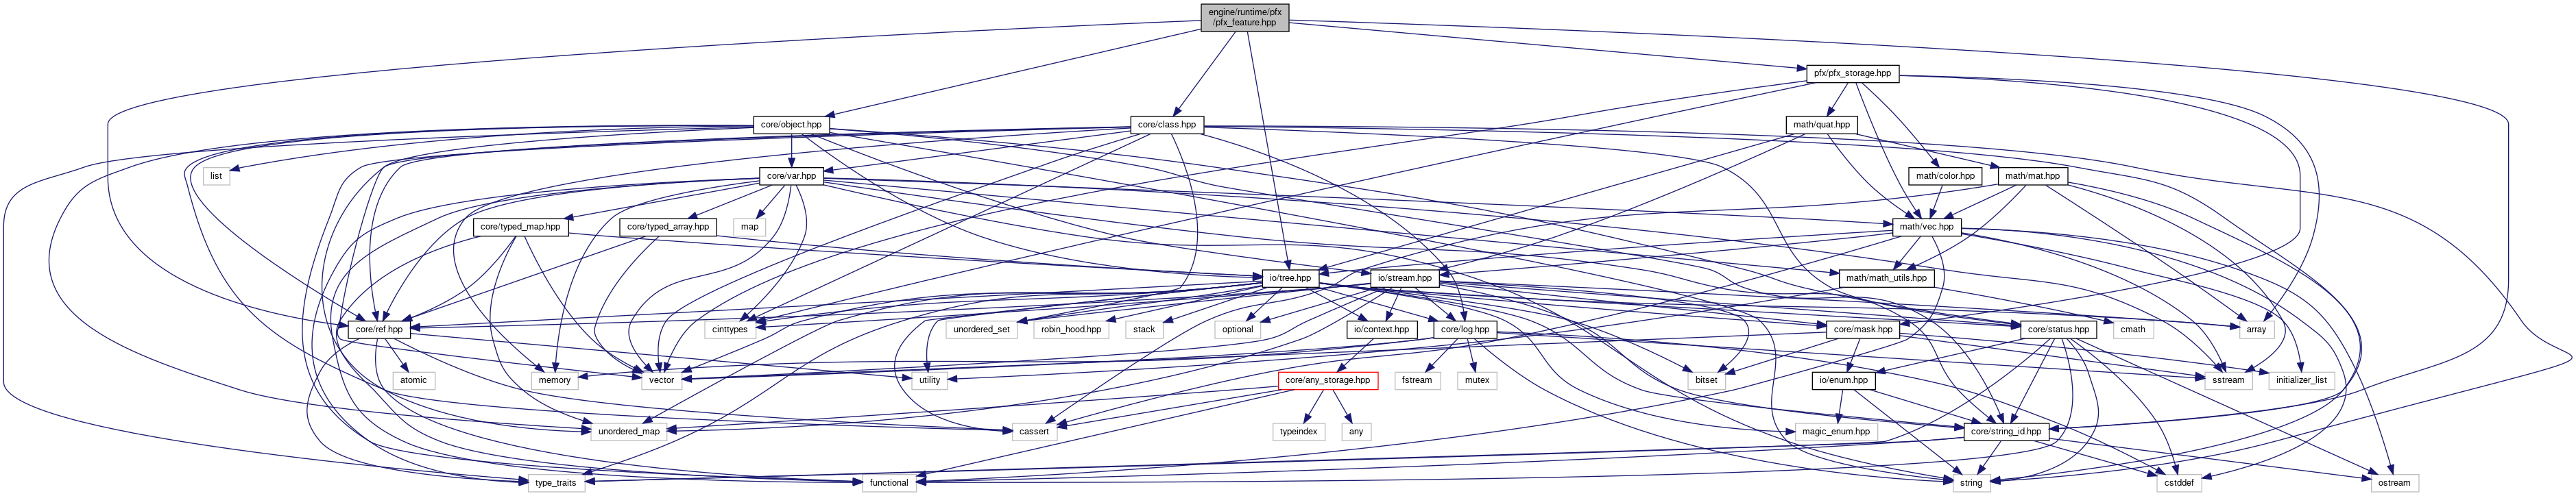 engine/runtime/pfx
/pfx_feature.hpp
pfx/pfx_storage.hpp
core/object.hpp
core/class.hpp
math/quat.hpp
list
core/var.hpp
math/color.hpp
math/mat.hpp
core/typed_map.hpp
core/typed_array.hpp
map
math/vec.hpp
io/tree.hpp
io/stream.hpp
math/math_utils.hpp
core/ref.hpp
cinttypes
unordered_set
robin_hood.hpp
stack
optional
io/context.hpp
core/log.hpp
core/mask.hpp
core/status.hpp
cmath
array
atomic
memory
vector
utility
core/any_storage.hpp
fstream
mutex
bitset
io/enum.hpp
sstream
initializer_list
unordered_map
cassert
typeindex
any
magic_enum.hpp
core/string_id.hpp
type_traits
functional
string
cstddef
ostream